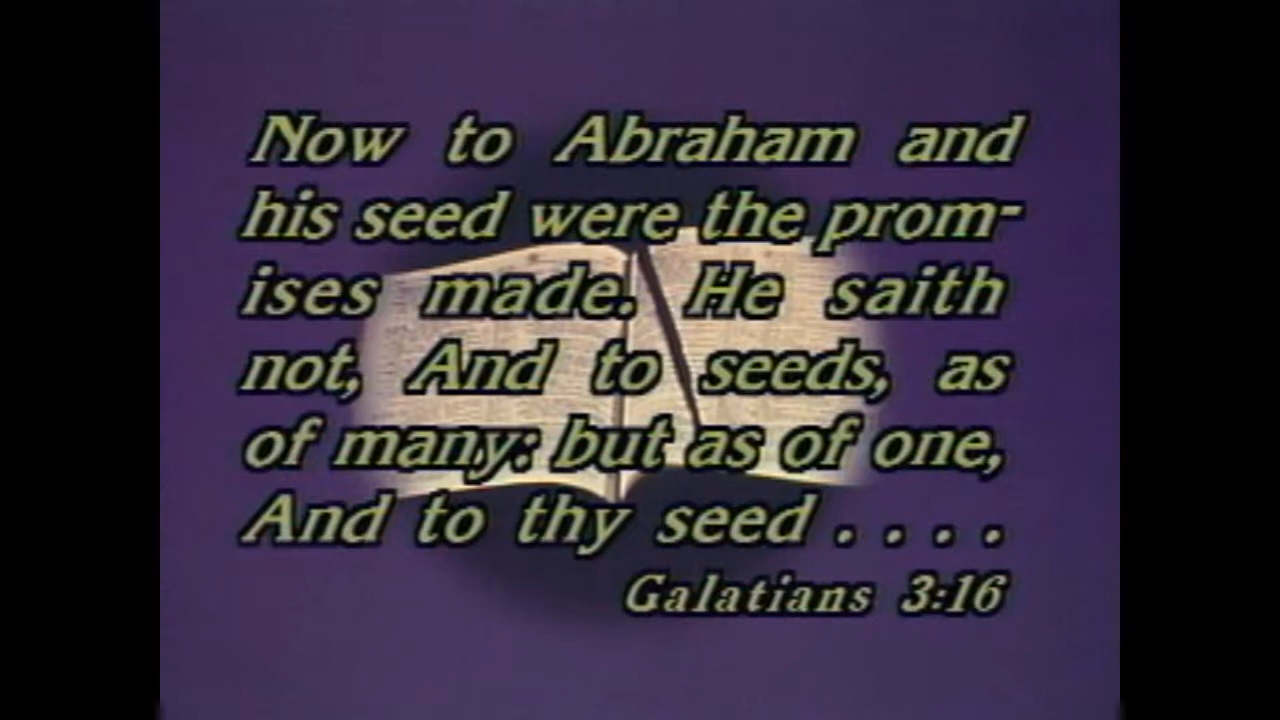 Now to Abraham and
his seed were the prom-
ises made. He saith
not, And to seeds, as
of many: but as of one,
And to thy seed . . . .
Galatians 3:16